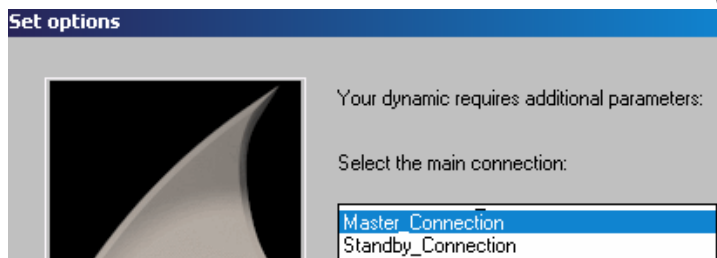 Set options
Your dynamic requires additional parameters:
Select the main connection:
Master_Connection
Standby_Connection